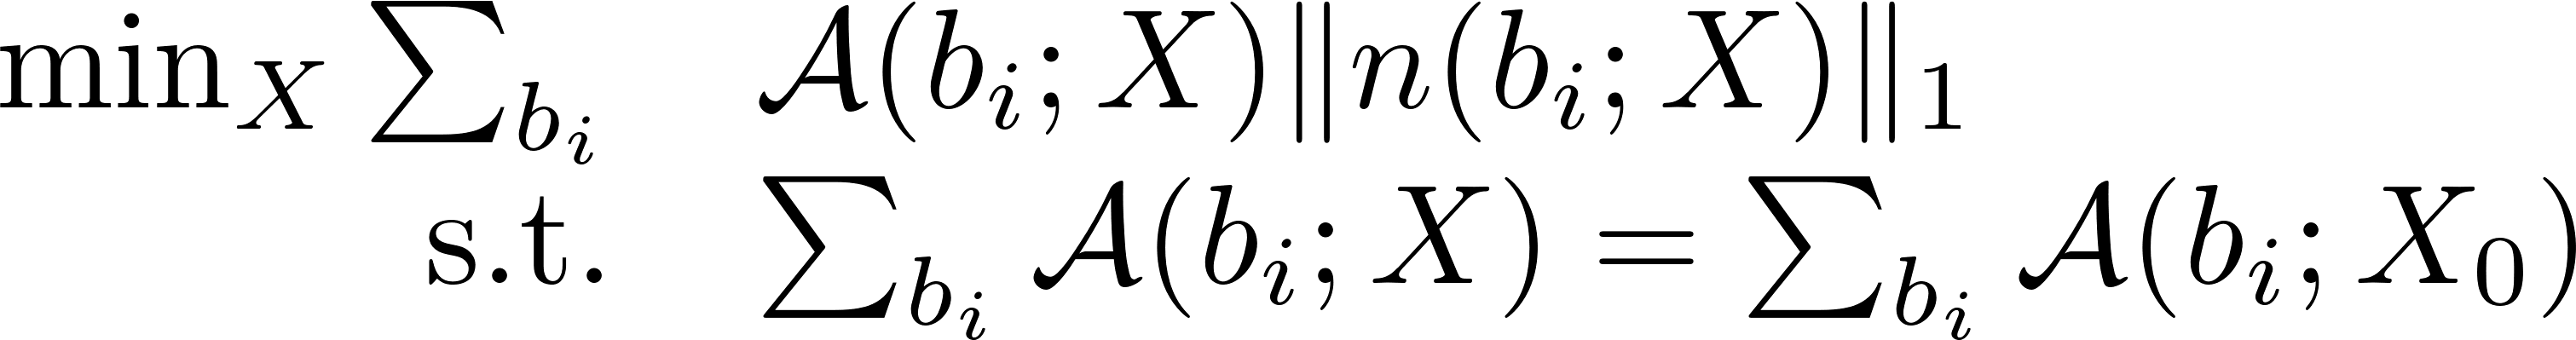 min_X ∑_{b_i} 𝒜(b_i; X)‖n(b_i; X)‖_1
s.t. ∑_{b_i} 𝒜(b_i; X) = ∑_{b_i} 𝒜(b_i; X_0)